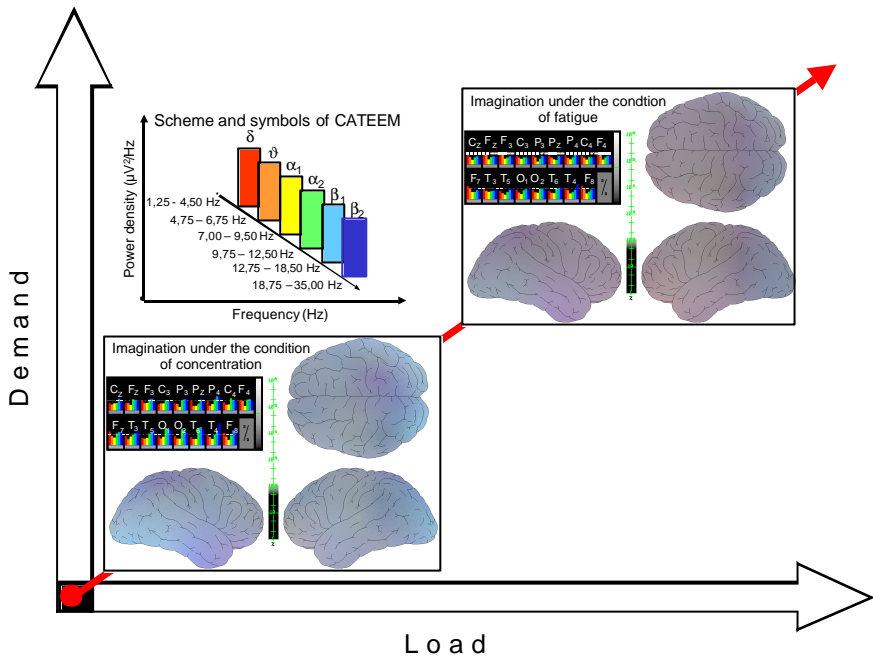 Scheme and symbols of CATEEM
δ
ϑ
α1
α2
β1
β2
Power density (µV²/Hz
1,25 - 4,50 Hz
4,75 – 6,75 Hz
7,00 – 9,50 Hz
9,75 – 12,50 Hz
12,75 – 18,50 Hz
18,75 –35,00 Hz
Frequency (Hz)
Imagination under the condition
of fatigue
CZ FZ F3 C3 P3 PZ P4 C4 F4
F7 T3 T5 O1 O2 T6 T4 F8
Imagination under the condition
of concentration
CZ FZ F3 C3 P3 PZ P4 C4 F4
F7 T3 T5 O1 O2 T6 T4 F8
Demand
Load